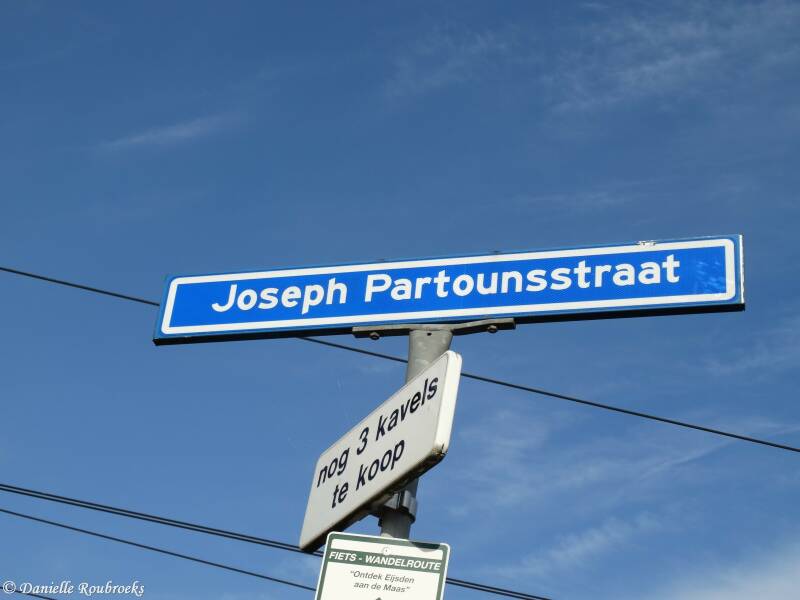 Joseph Partounsstraat
nog 3 kavels
te koop
FIETS - WANDELROUTE
"Ontdek Eijsden
aan de Maas"
© Danielle Roubroeks